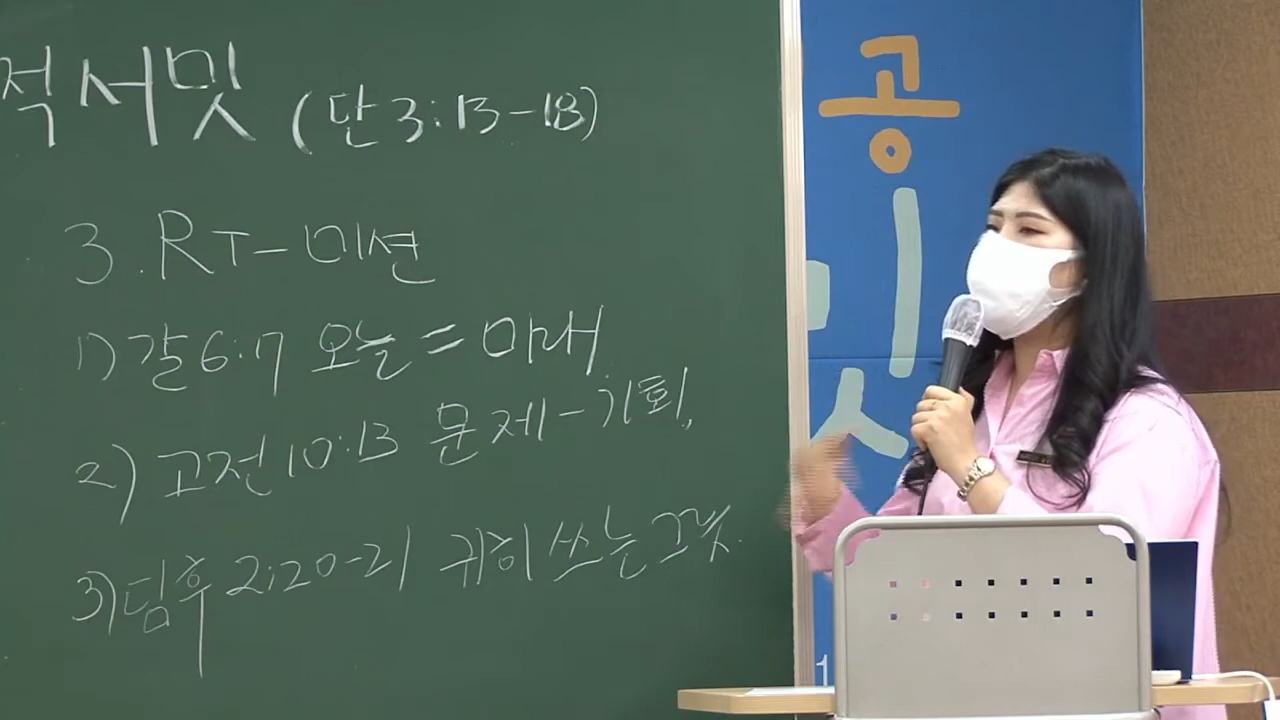 적 서밋 (단 3:13-18)
3. RT-미션
1) 갈 6:7 오늘=미래
2) 고전 10:13 문제-기회,
3) 딤후 2:20-21 귀히 쓰는 그릇.
공
1